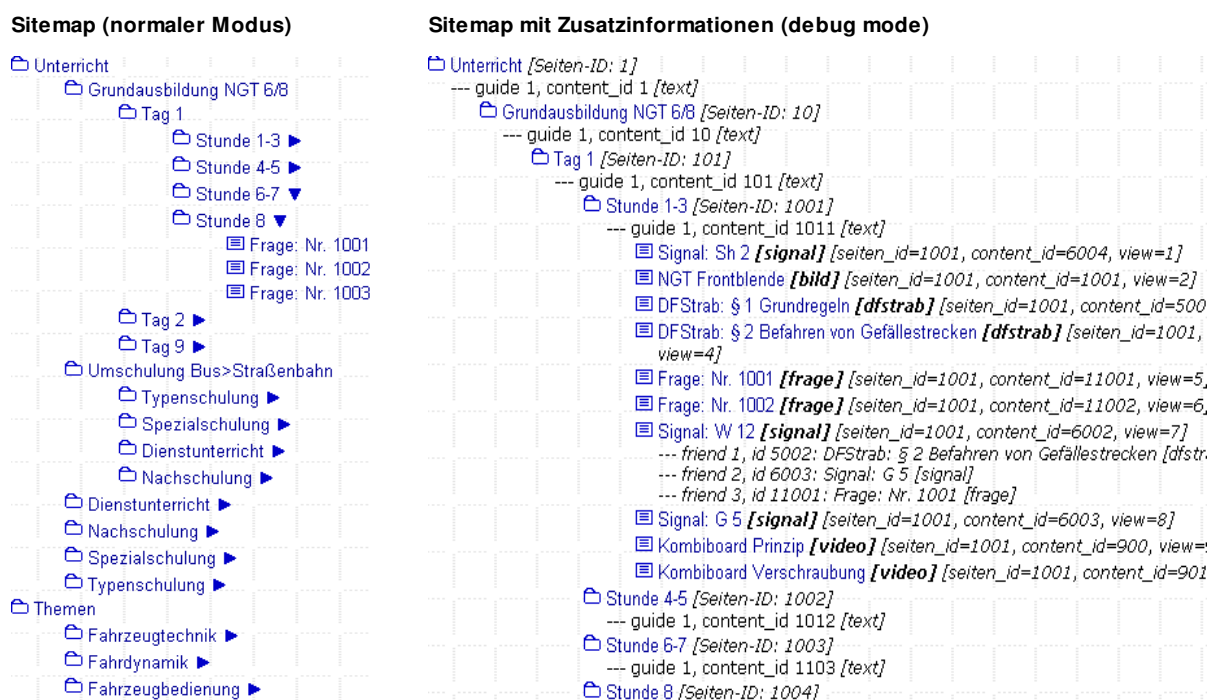 Sitemap (normaler Modus)
Unterricht
Grundausbildung NGT 6/8
Tag 1
Stunde 1-3
Stunde 4-5
Stunde 6-7
Stunde 8
Frage: Nr. 1001
Frage: Nr. 1002
Frage: Nr. 1003
Tag 2
Tag 9
Umschulung Bus>Straßenbahn
Typenschulung
Spezialschulung
Dienstunterricht
Nachschulung
Dienstunterricht
Nachschulung
Spezialschulung
Typenschulung
Themen
Fahrzeugtechnik
Fahrdynamik
Fahrzeugbedienung
Sitemap mit Zusatzinformationen (debug mode)
Unterricht [Seiten-ID: 1]
--- guide 1, content_id 1 [text]
Grundausbildung NGT 6/8 [Seiten-ID: 10]
--- guide 1, content_id 10 [text]
Tag 1 [Seiten-ID: 101]
--- guide 1, content_id 101 [text]
Stunde 1-3 [Seiten-ID: 1001]
--- guide 1, content_id 1011 [text]
Signal: Sh 2 [signal] [seiten_id=1001, content_id=6004, view=1]
NGT Frontblende [bild] [seiten_id=1001, content_id=1001, view=2]
DFStrab: § 1 Grundregeln [dfstrab] [seiten_id=1001, content_id=500
DFStrab: § 2 Befahren von Gefällestrecken [dfstrab] [seiten_id=1001,
view=4]
Frage: Nr. 1001 [frage] [seiten_id=1001, content_id=11001, view=5]
Frage: Nr. 1002 [frage] [seiten_id=1001, content_id=11002, view=6]
Signal: W 12 [signal] [seiten_id=1001, content_id=6002, view=7]
--- friend 1, id 5002: DFStrab: § 2 Befahren von Gefällestrecken [dfstra
--- friend 2, id 6003: Signal: G 5 [signal]
--- friend 3, id 11001: Frage: Nr. 1001 [frage]
Signal: G 5 [signal] [seiten_id=1001, content_id=6003, view=8]
Kombiboard Prinzip [video] [seiten_id=1001, content_id=900, view=9
Kombiboard Verschraubung [video] [seiten_id=1001, content_id=901
Stunde 4-5 [Seiten-ID: 1002]
--- guide 1, content_id 1012 [text]
Stunde 6-7 [Seiten-ID: 1003]
--- guide 1, content_id 1103 [text]
Stunde 8 [Seiten-ID: 1004]